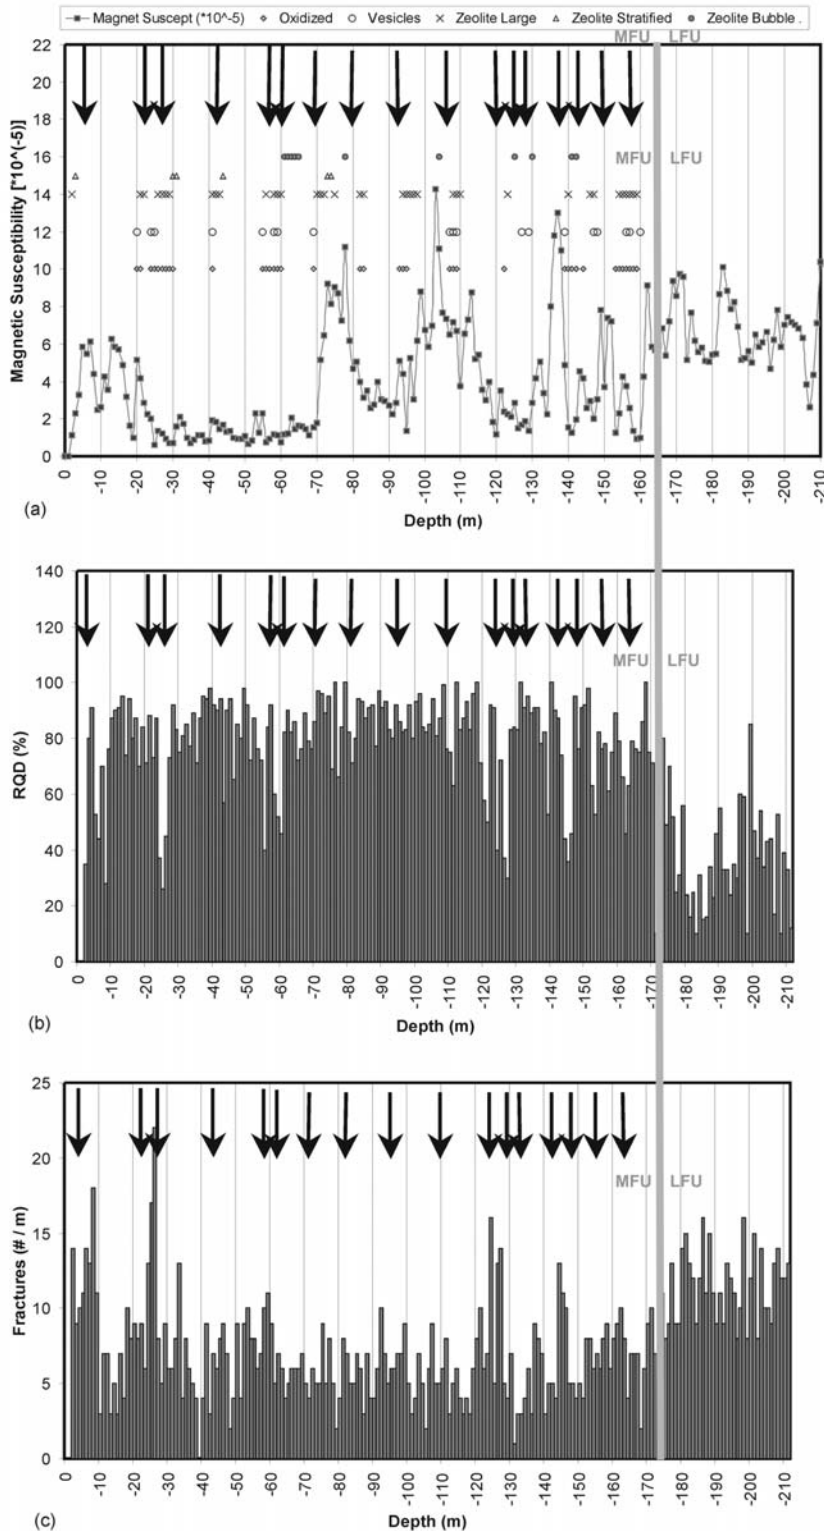 Magnet Suscept (*10^-5) Oxidized Vesicles Zeolite Large Zeolite Stratified Zeolite Bubble .
MFU LFU
22
20
18
16
14
12
10
8
6
4
2
0
MFU LFU
Magnetic Susceptibility [*10^(-5)]
0 -10 -20 -30 -40 -50 -60 -70 -80 -90 -100 -110 -120 -130 -140 -150 -160 -170 -180 -190 -200 -210
(a)
Depth (m)
140
120
100
80
60
40
20
0
MFU LFU
RQD (%)
0 -10 -20 -30 -40 -50 -60 -70 -80 -90 -100 -110 -120 -130 -140 -150 -160 -170 -180 -190 -200 -210
(b)
Depth (m)
25
20
15
10
5
0
MFU LFU
Fractures (# / m)
0 -10 -20 -30 -40 -50 -60 -70 -80 -90 -100 -110 -120 -130 -140 -150 -160 -170 -180 -190 -200 -210
(c)
Depth (m)